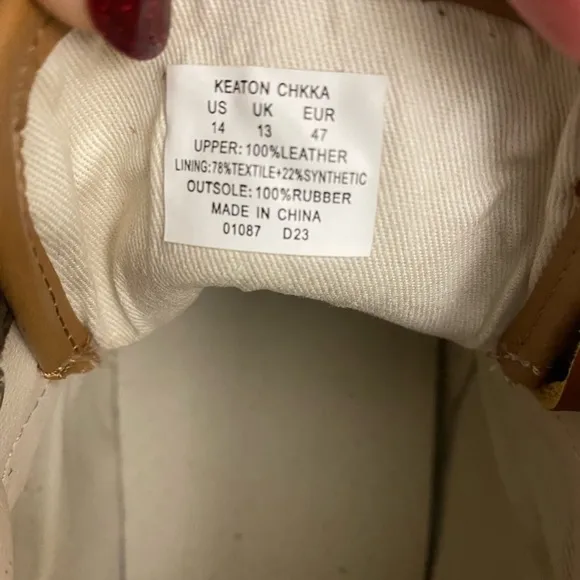 KEATON CHKKA
US UK EUR
14 13 47
UPPER:100%LEATHER
LINING:78%TEXTILE+22%SYNTHETIC
OUTSOLE:100%RUBBER
MADE IN CHINA
01087 D23